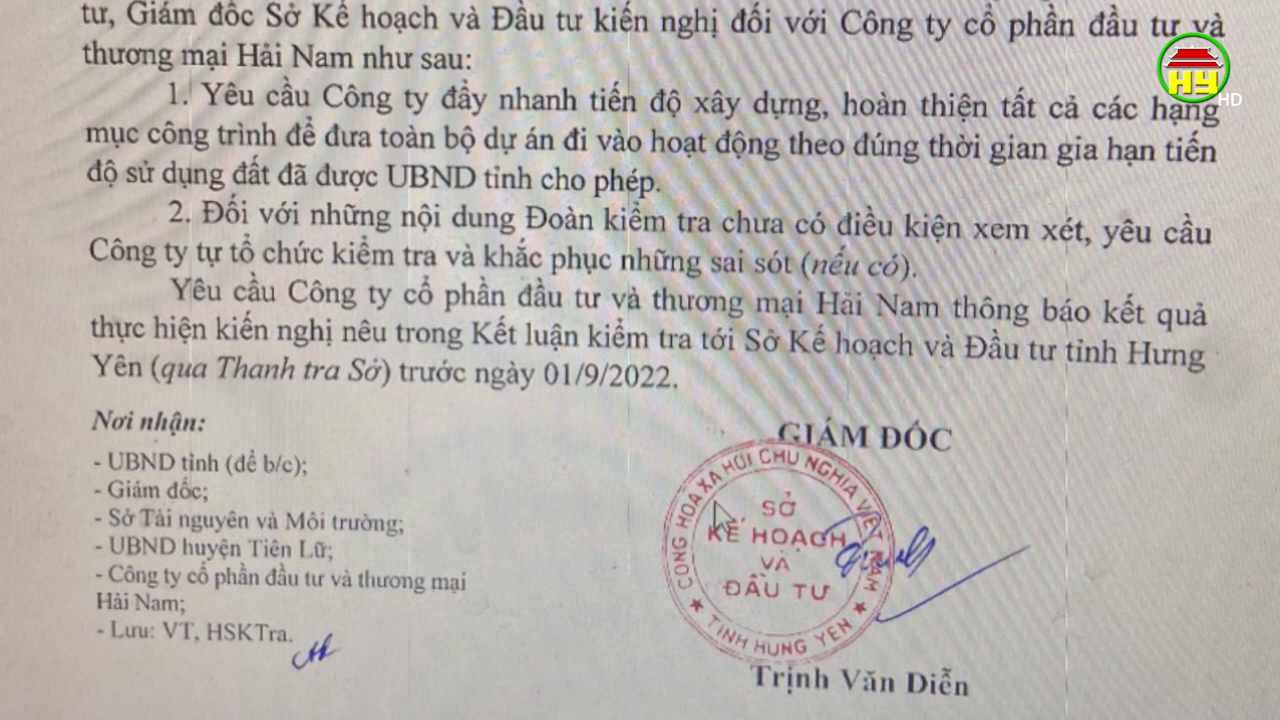 tư, Giám đốc Sở Kế hoạch và Đầu tư kiến nghị đối với Công ty cổ phần đầu tư và
thương mại Hải Nam như sau:
1. Yêu cầu Công ty đẩy nhanh tiến độ xây dựng, hoàn thiện tất cả các hạng
mục công trình để đưa toàn bộ dự án đi vào hoạt động theo đúng thời gian gia hạn tiến
độ sử dụng đất đã được UBND tỉnh cho phép.
2. Đối với những nội dung Đoàn kiểm tra chưa có điều kiện xem xét, yêu cầu
Công ty tự tổ chức kiểm tra và khắc phục những sai sót (nếu có).
Yêu cầu Công ty cổ phần đầu tư và thương mại Hải Nam thông báo kết quả
thực hiện kiến nghị nêu trong Kết luận kiểm tra tới Sở Kế hoạch và Đầu tư tỉnh Hưng
Yên (qua Thanh tra Sở) trước ngày 01/9/2022.
Nơi nhận:
- UBND tỉnh (để b/c);
- Giám đốc;
- Sở Tài nguyên và Môi trường;
- UBND huyện Tiên Lữ;
- Công ty cổ phần đầu tư và thương mại
Hải Nam;
- Lưu: VT, HSKTra.
GIÁM ĐỐC
CỘNG HÒA XÃ HỘI CHỦ NGHĨA VIỆT NAM
SỞ
KẾ HOẠCH
VÀ
ĐẦU TƯ
TỈNH HƯNG YÊN
Trịnh Văn Diễn
HY
HD